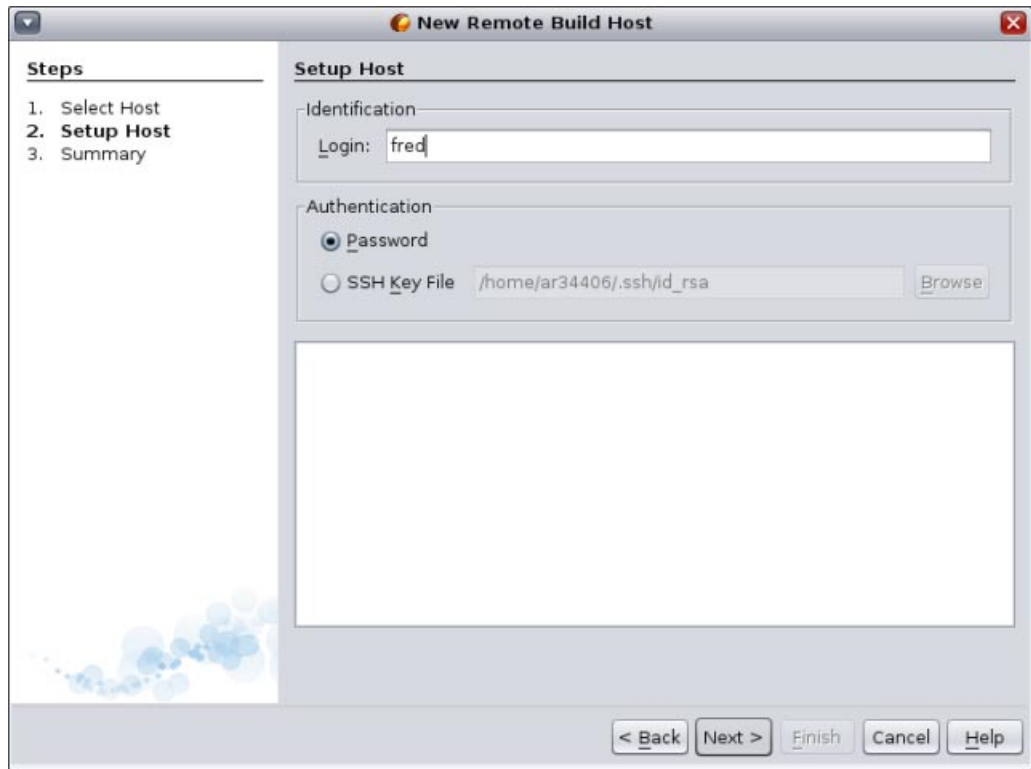 New Remote Build Host
Steps
1. Select Host
2. Setup Host
3. Summary
Setup Host
Identification
Login: fred
Authentication
Password
SSH Key File /home/ar34406/.ssh/id_rsa Browse
< Back Next > Finish Cancel Help